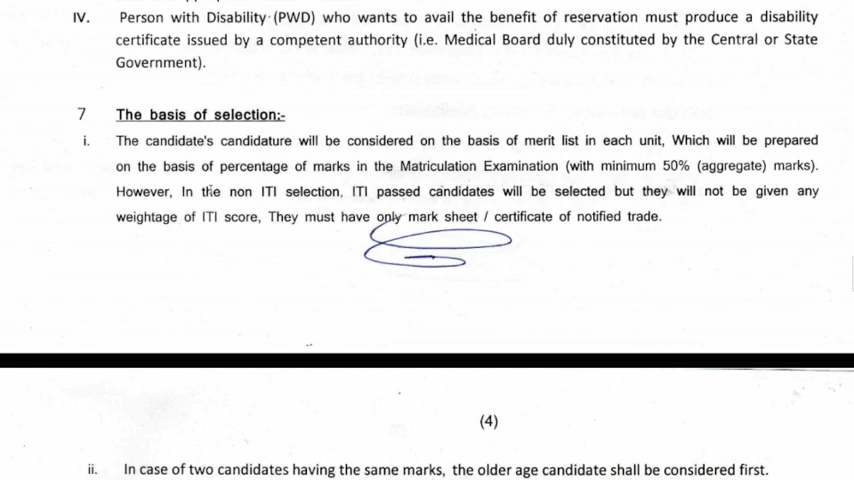 IV. Person with Disability (PWD) who wants to avail the benefit of reservation must produce a disability
certificate issued by a competent authority (i.e. Medical Board duly constituted by the Central or State
Government).
7 The basis of selection:-
i. The candidate's candidature will be considered on the basis of merit list in each unit, Which will be prepared
on the basis of percentage of marks in the Matriculation Examination (with minimum 50% (aggregate) marks).
However, In the non ITI selection, ITI passed candidates will be selected but they will not be given any
weightage of ITI score, They must have only mark sheet / certificate of notified trade.
(4)
ii. In case of two candidates having the same marks, the older age candidate shall be considered first.